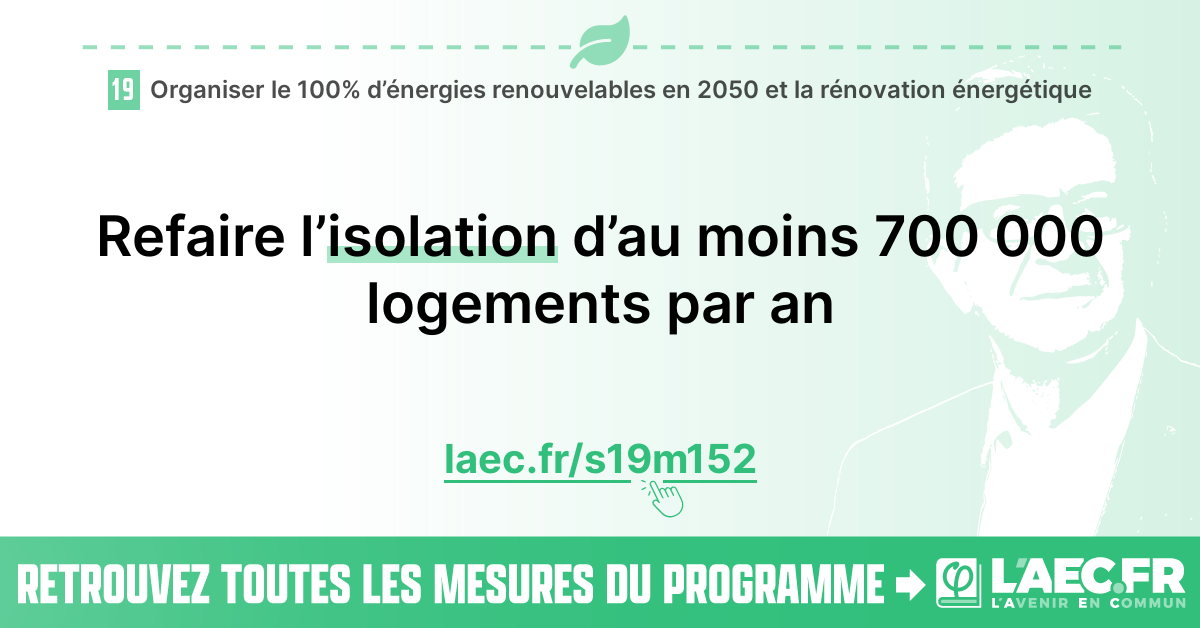 19 Organiser le 100% d’énergies renouvelables en 2050 et la rénovation énergétique
Refaire l’isolation d’au moins 700 000
logements par an
laec.fr/s19m152
RETROUVEZ TOUTES LES MESURES DU PROGRAMME φ L'AEC.FR
L'AVENIR EN COMMUN